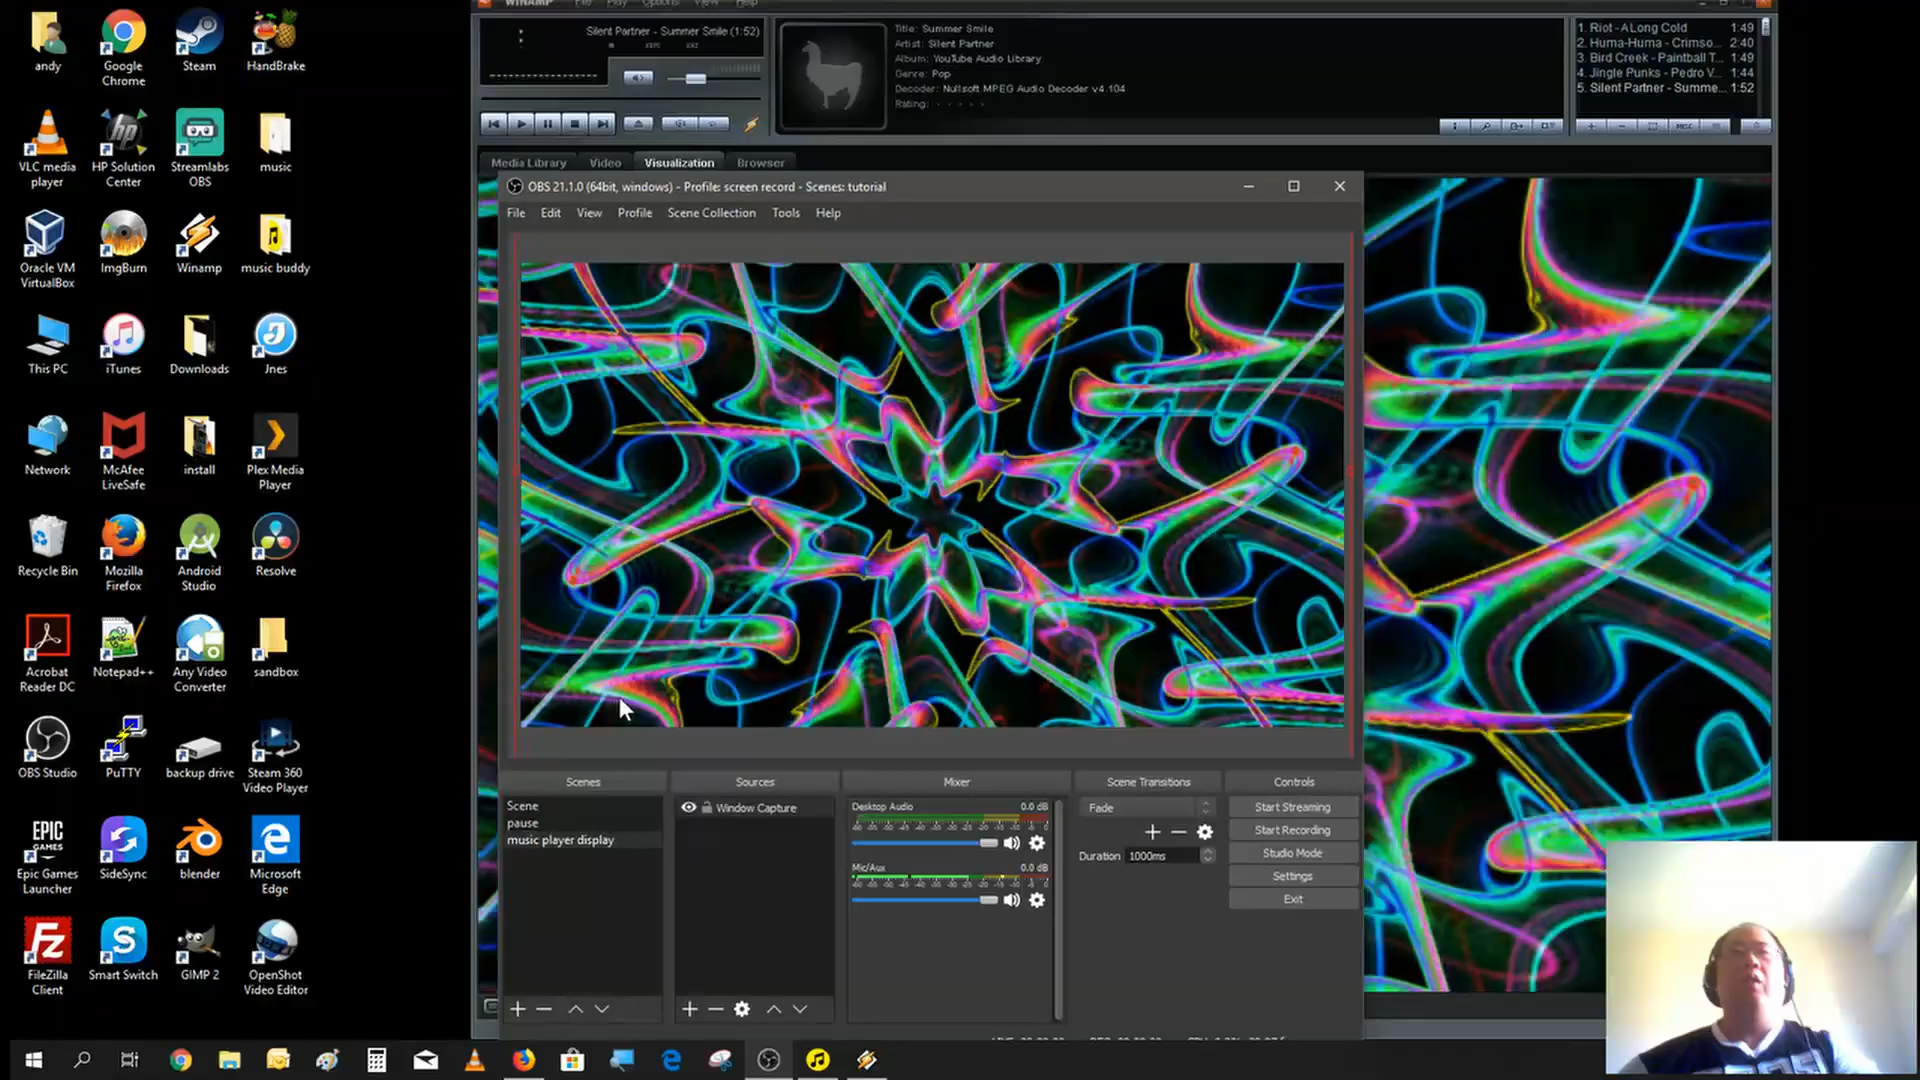 andy
Google
Chrome
Steam
HandBrake
VLC media
player
HP Solution
Center
Streamlabs
OBS
music
Oracle VM
VirtualBox
ImgBurn
Winamp
music buddy
This PC
iTunes
Downloads
Jnes
Network
McAfee
LiveSafe
install
Plex Media
Player
Recycle Bin
Mozilla
Firefox
Android
Studio
Resolve
Acrobat
Reader DC
Notepad++
Any Video
Converter
sandbox
OBS Studio
PuTTY
backup drive
Steam 360
Video Player
EPIC
GAMES
Epic Games
Launcher
SideSync
blender
Microsoft
Edge
FileZilla
Client
Smart Switch
GIMP 2
OpenShot
Video Editor
WINAMP File Play Options View Help
Silent Partner - Summer Smile (1:52)
Title: Summer Smile
Artist: Silent Partner
Album: YouTube Audio Library
Genre: Pop
Decoder: Nullsoft MPEG Audio Decoder v4.104
Rating:
1. Riot - A Long Cold 1:49
2. Huma-Huma - Crimso... 2:40
3. Bird Creek - Paintball T... 1:49
4. Jingle Punks - Pedro V... 1:44
5. Silent Partner - Summe... 1:52
Media Library Video Visualization Browser
OBS 21.1.0 (64bit, windows) - Profile: screen record - Scenes: tutorial
File Edit View Profile Scene Collection Tools Help
Scenes Sources Mixer Scene Transitions Controls
Scene
pause
music player display
Window Capture
Desktop Audio 0.0 dB
Mic/Aux 0.0 dB
Fade
Duration 1000ms
Start Streaming
Start Recording
Studio Mode
Settings
Exit